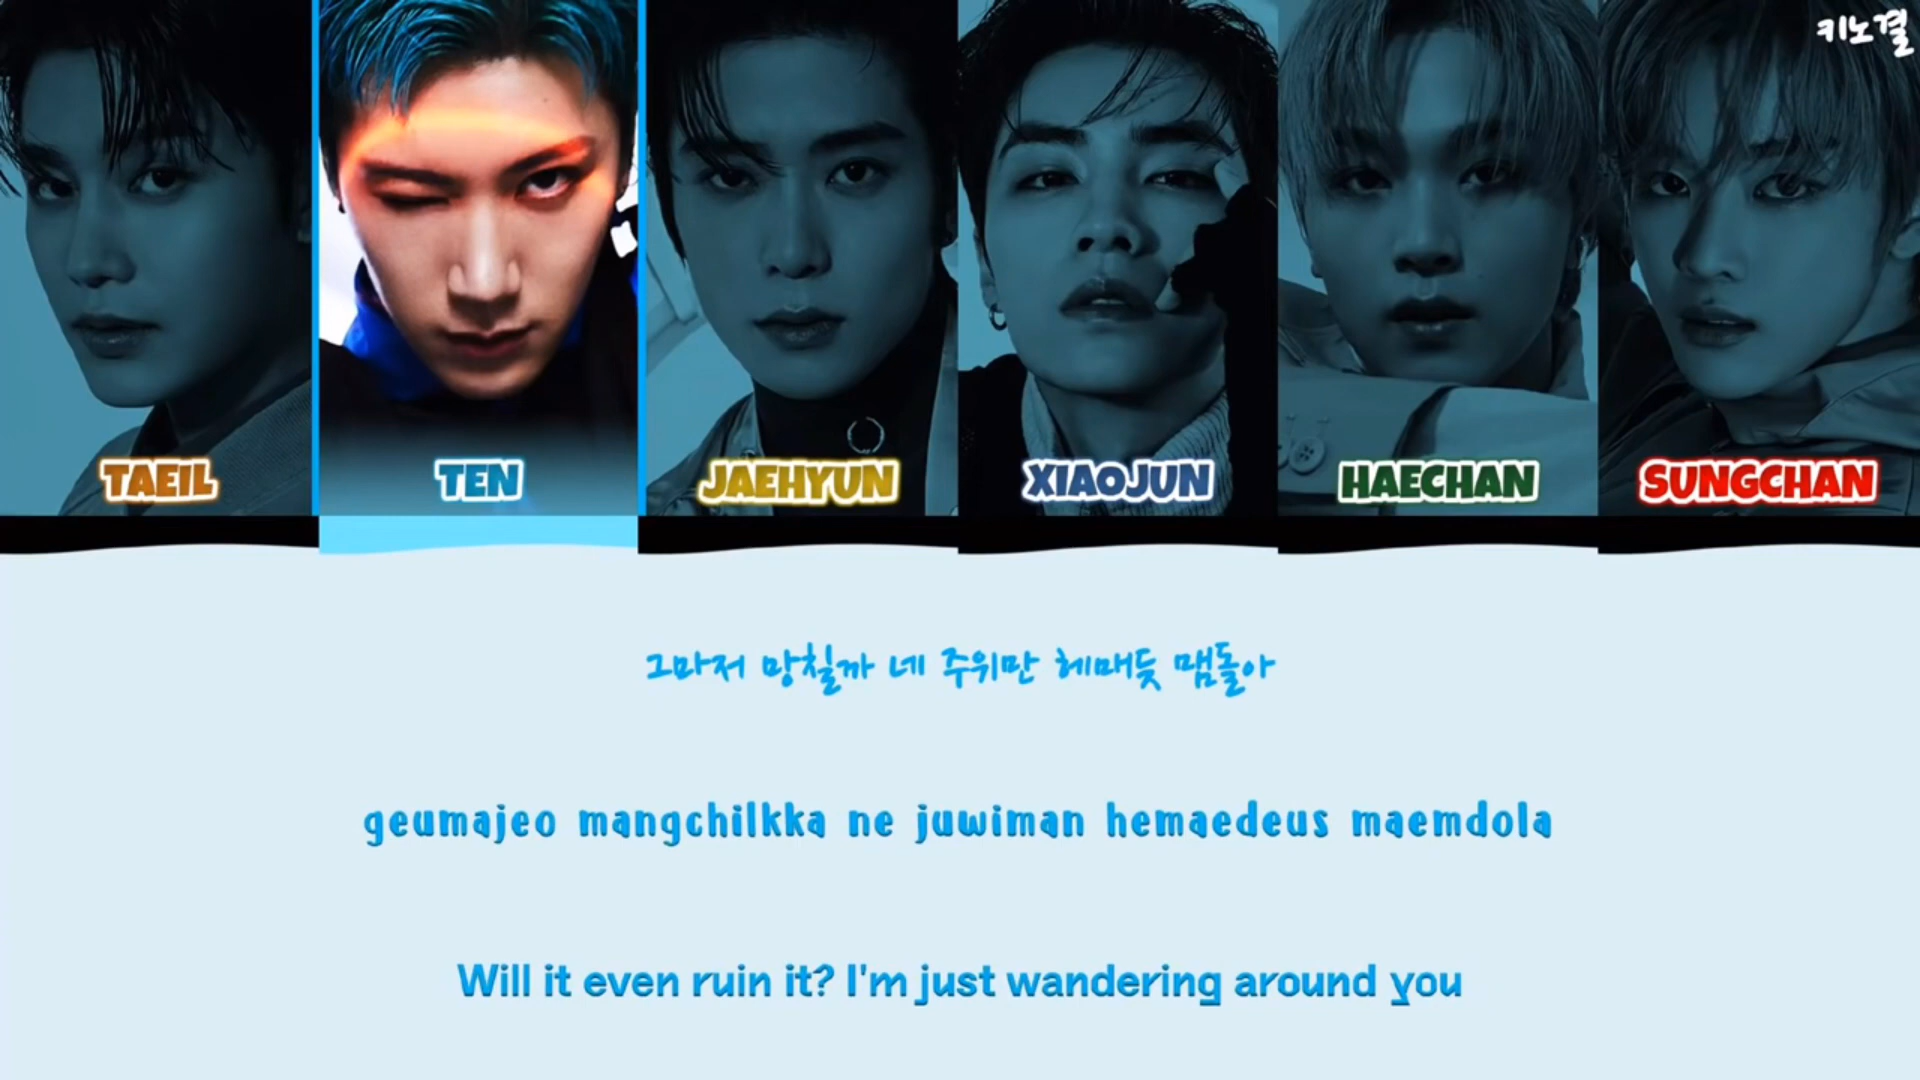 키노결
TAEIL
TEN
JAEHYUN
XIAOJUN
HAECHAN
SUNGCHAN
그마저 망칠까 네 주위만 헤매듯 맴돌아
geumajeo mangchilkka ne juwiman hemaedeus maemdola
Will it even ruin it? I'm just wandering around you